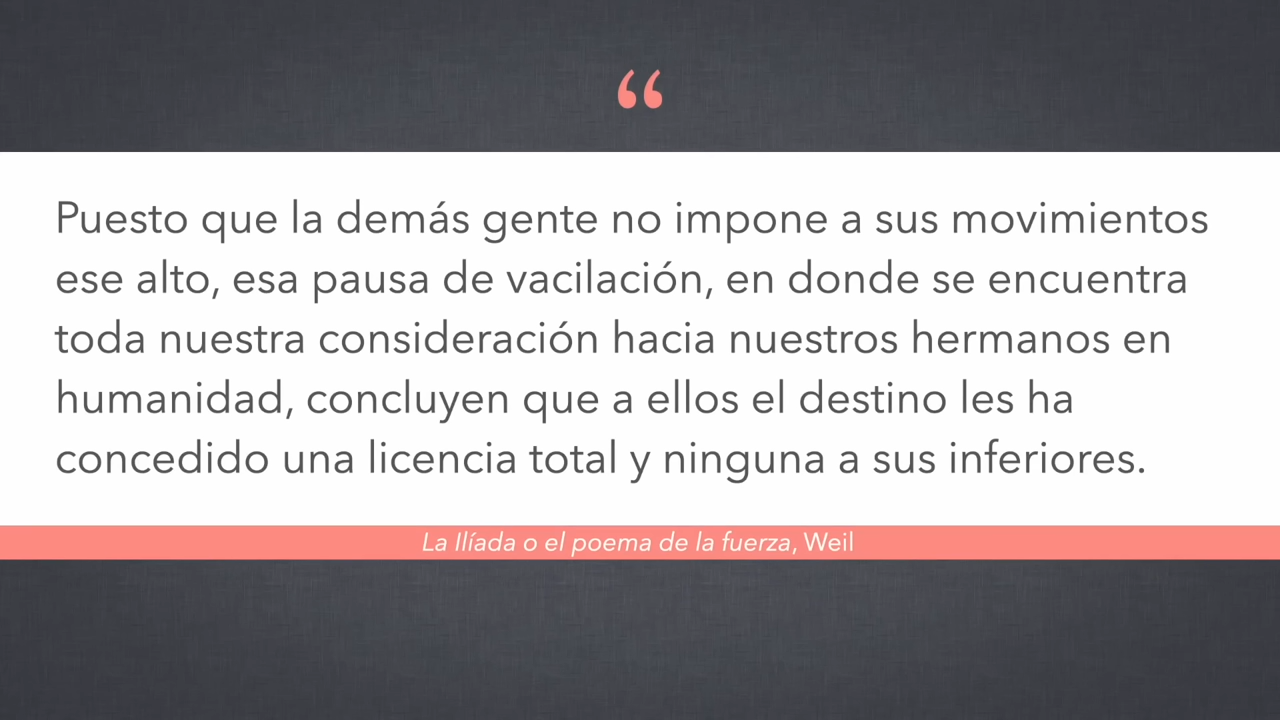 “
Puesto que la demás gente no impone a sus movimientos
ese alto, esa pausa de vacilación, en donde se encuentra
toda nuestra consideración hacia nuestros hermanos en
humanidad, concluyen que a ellos el destino les ha
concedido una licencia total y ninguna a sus inferiores.
La Ilíada o el poema de la fuerza, Weil